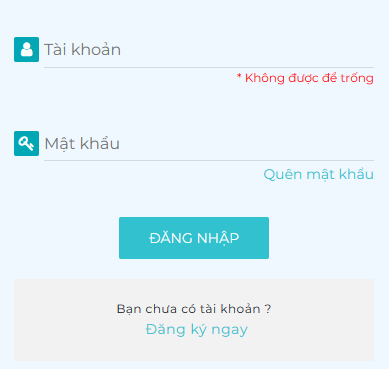 Tài khoản
* Không được để trống
Mật khẩu
Quên mật khẩu
ĐĂNG NHẬP
Bạn chưa có tài khoản ?
Đăng ký ngay